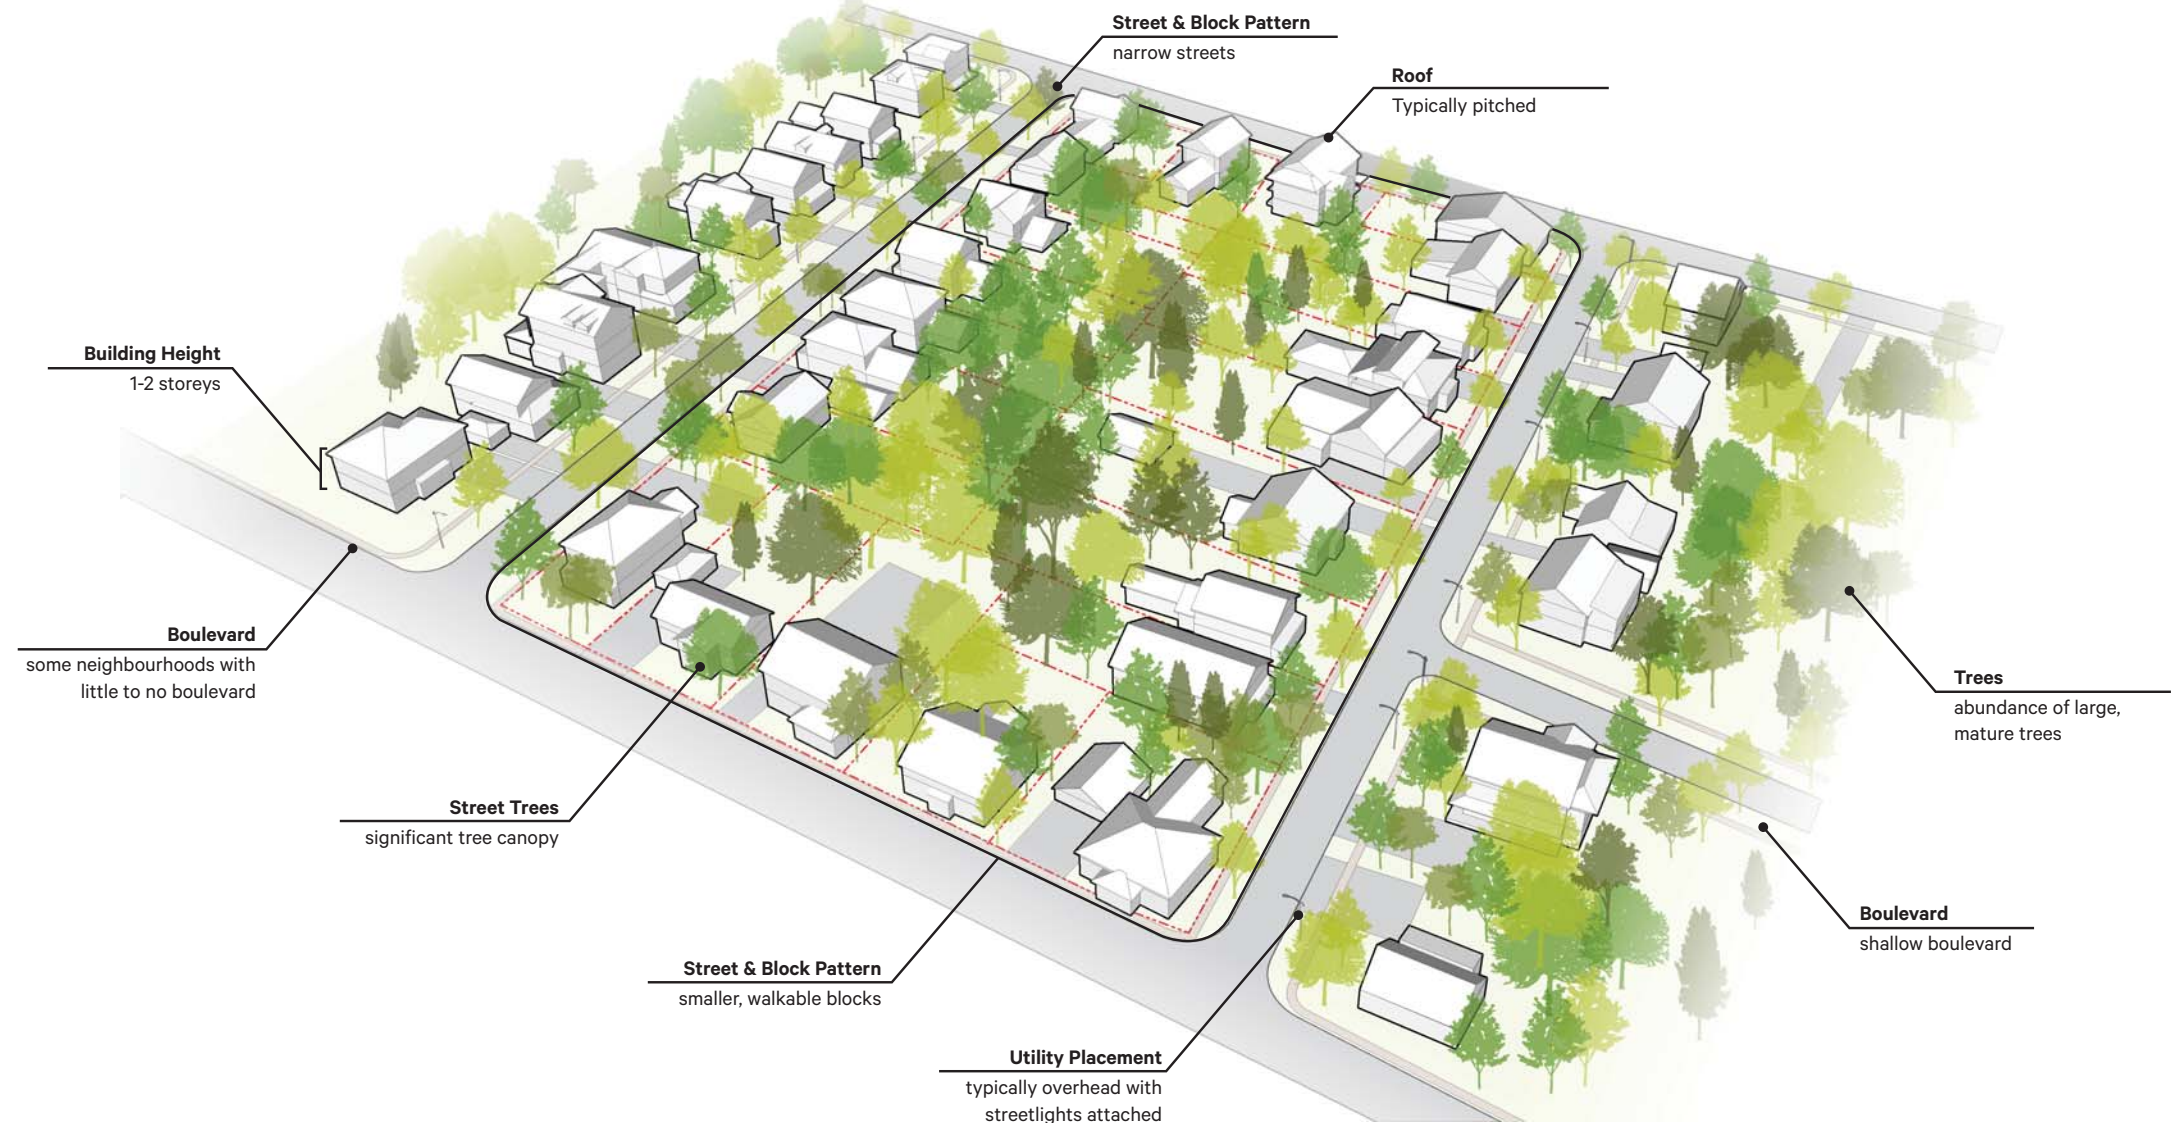 Street & Block Pattern
narrow streets
Roof
Typically pitched
Building Height
1-2 storeys
Boulevard
some neighbourhoods with
little to no boulevard
Trees
abundance of large,
mature trees
Street Trees
significant tree canopy
Boulevard
shallow boulevard
Street & Block Pattern
smaller, walkable blocks
Utility Placement
typically overhead with
streetlights attached